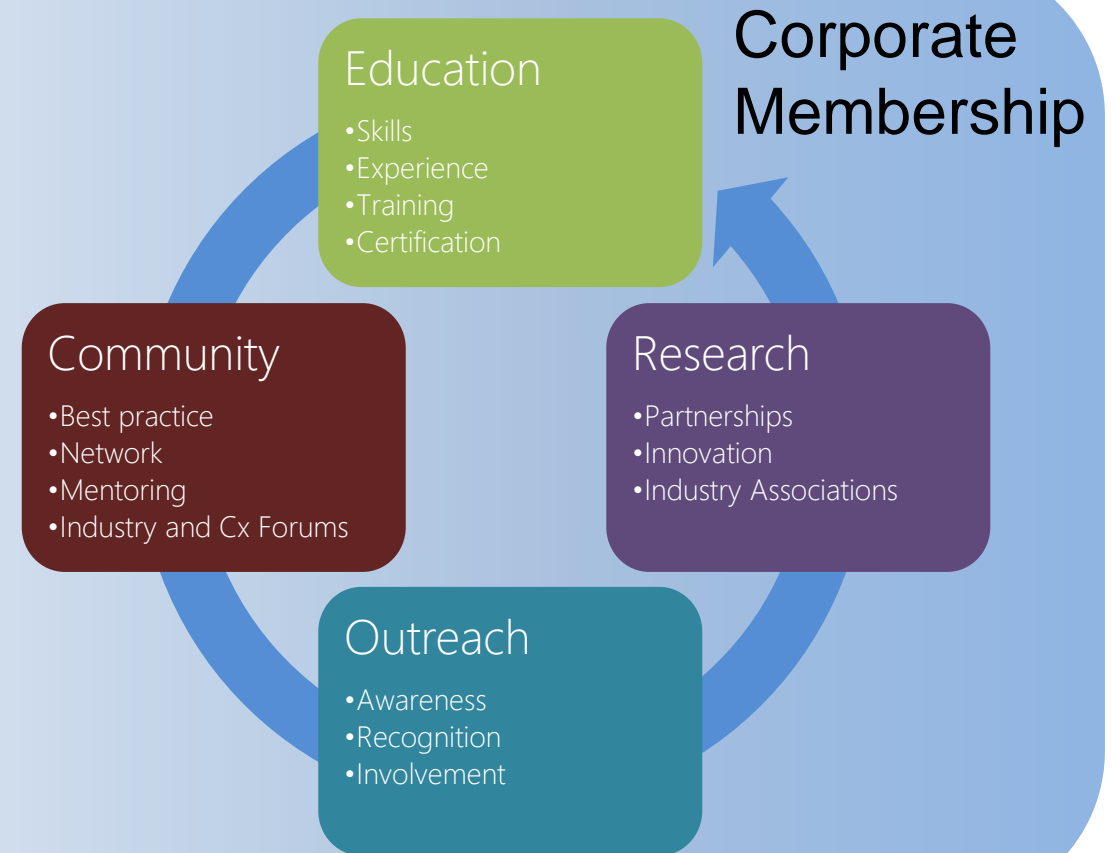 Corporate
Membership
Education
•Skills
•Experience
•Training
•Certification
Community
•Best practice
•Network
•Mentoring
•Industry and Cx Forums
Research
•Partnerships
•Innovation
•Industry Associations
Outreach
•Awareness
•Recognition
•Involvement